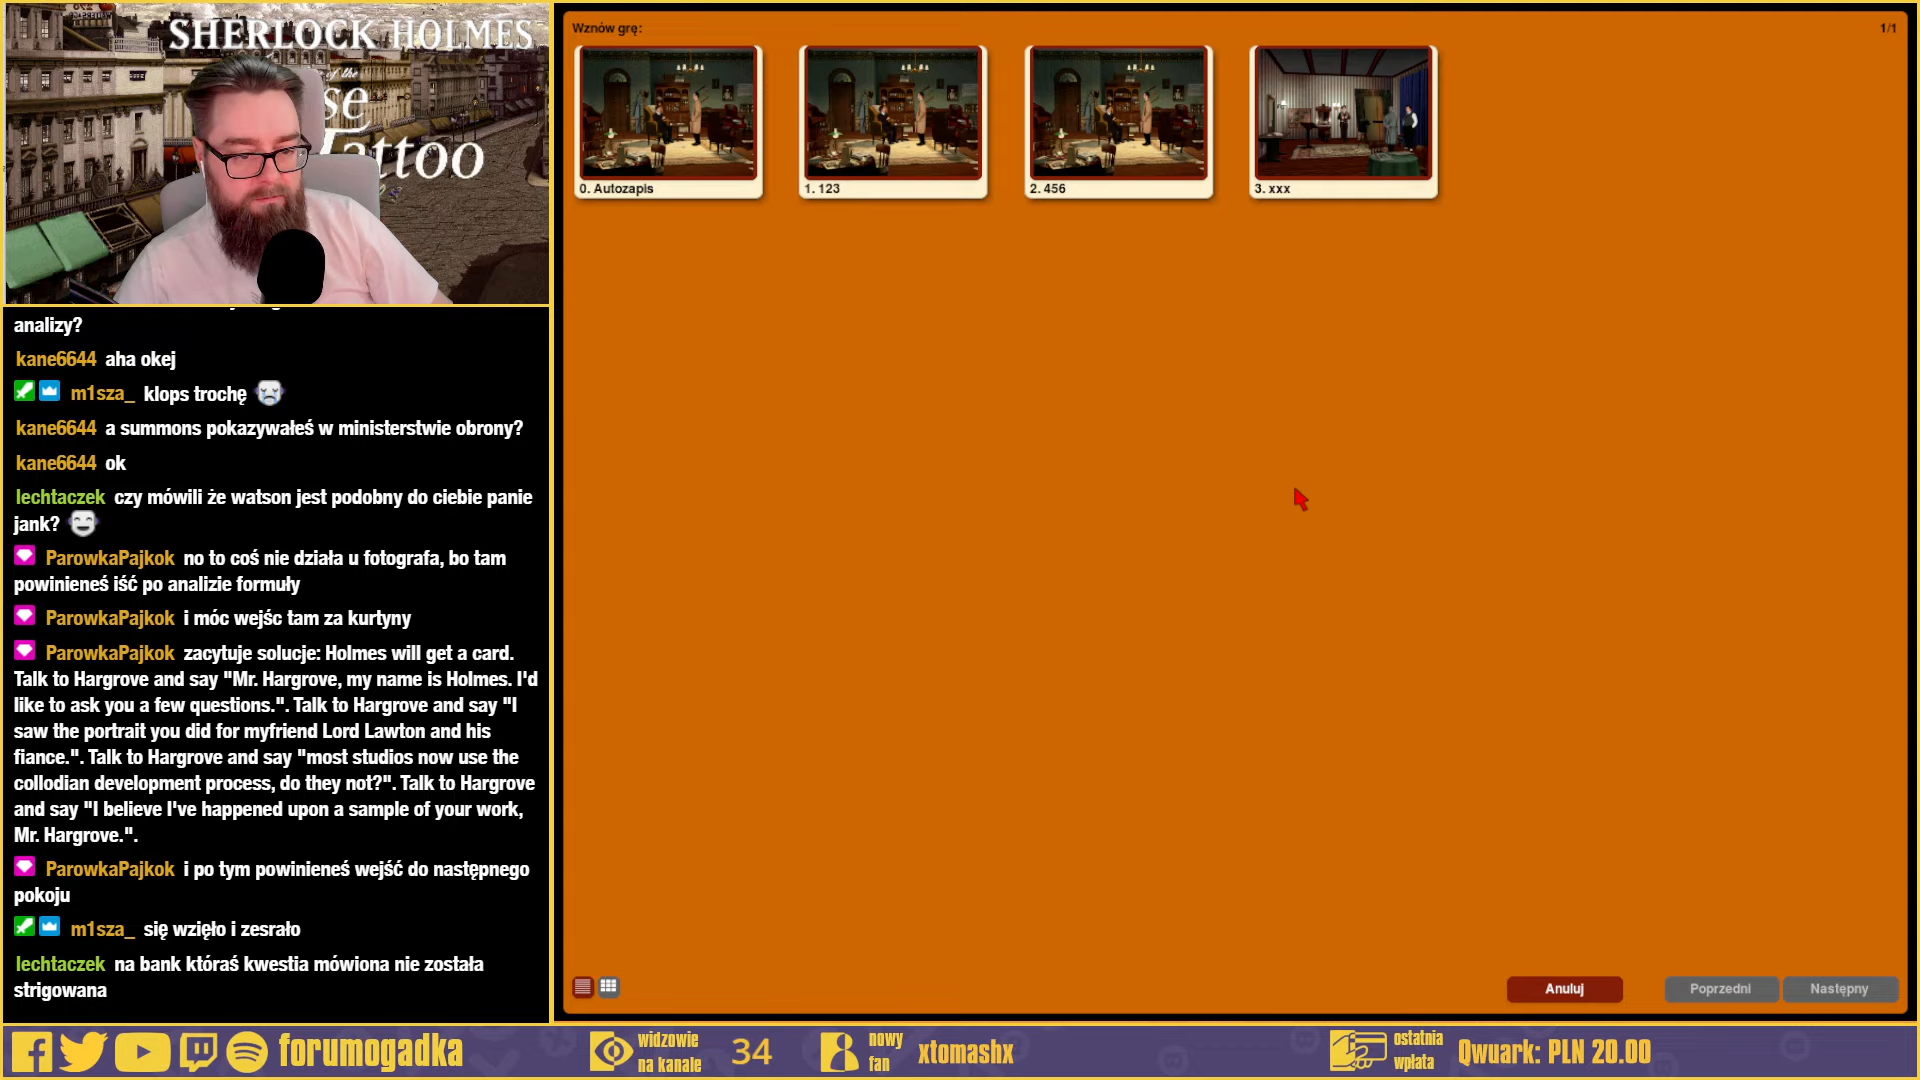 SHERLOCK HOLMES
of the
se
Tattoo
analizy?
kane6644 aha okej
m1sza_ klops trochę
kane6644 a summons pokazywałeś w ministerstwie obrony?
kane6644 ok
lechtaczek czy mówili że watson jest podobny do ciebie panie
jank?
ParowkaPajkok no to coś nie działa u fotografa, bo tam
powinieneś iść po analizie formuły
ParowkaPajkok i móc wejśc tam za kurtyny
ParowkaPajkok zacytuje solucje: Holmes will get a card.
Talk to Hargrove and say "Mr. Hargrove, my name is Holmes. I'd
like to ask you a few questions.". Talk to Hargrove and say "I
saw the portrait you did for myfriend Lord Lawton and his
fiance.". Talk to Hargrove and say "most studios now use the
collodian development process, do they not?". Talk to Hargrove
and say "I believe I've happened upon a sample of your work,
Mr. Hargrove.".
ParowkaPajkok i po tym powinieneś wejść do następnego
pokoju
m1sza_ się wzięło i zesrało
lechtaczek na bank któraś kwestia mówiona nie została
strigowana
Wznów grę:
1/1
0. Autozapis
1. 123
2. 456
3. xxx
Anuluj
Poprzedni
Następny
forumogadka
widzowie
na kanale
34
nowy
fan
xtomashx
ostatnia
wpłata
Qwuark: PLN 20.00